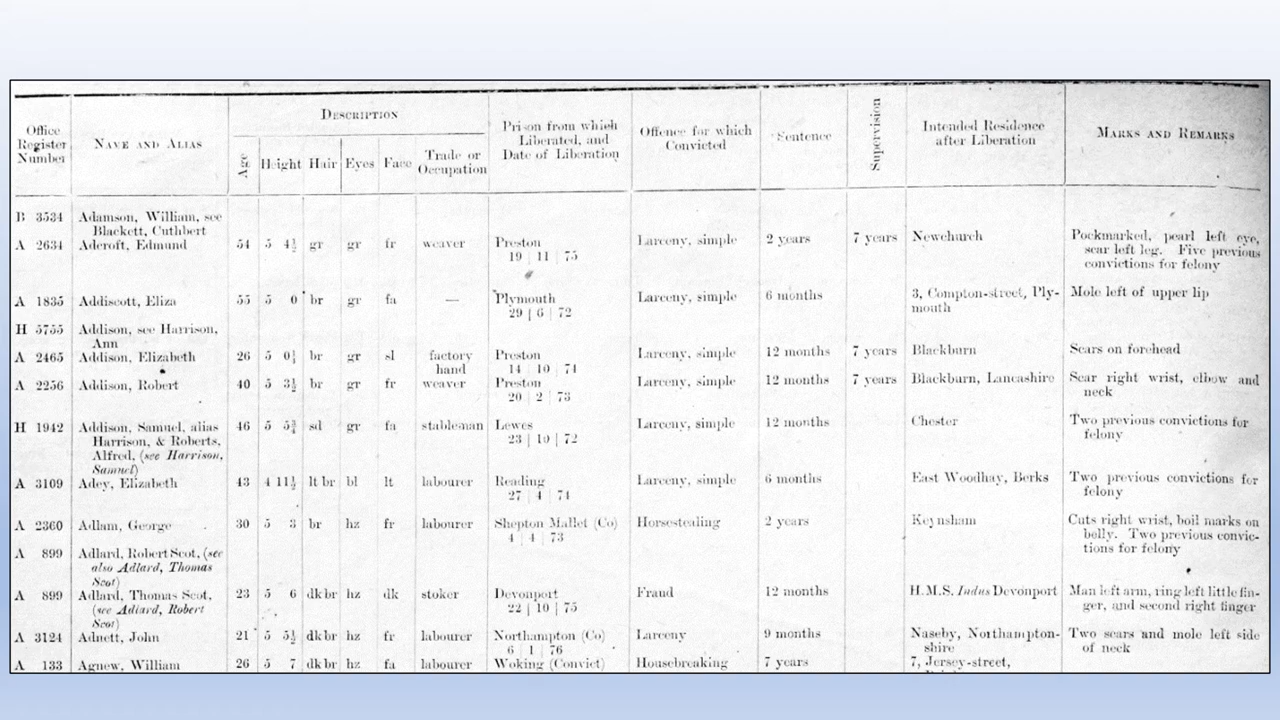 DESCRIPTION
Office Register Number | NAME AND ALIAS | Age | Height | Hair | Eyes | Face | Trade or Occupation | Prison from which Liberated, and Date of Liberation | Offence for which Convicted | Sentence | Supervision | Intended Residence after Liberation | MARKS AND REMARKS
B 3534 Adamson, William, see
Blackett, Cuthbert
A 2634 Adcroft, Edmund 54 5 4½ gr gr fr weaver Preston Larceny, simple 2 years 7 years Newchurch Pockmarked, pearl left eye,
19 | 11 | 75 scar left leg. Five previous
convictions for felony
A 1835 Addiscott, Eliza 55 5 0 br gr fa — Plymouth Larceny, simple 6 months 3, Compton-street, Ply- Mole left of upper lip
29 | 6 | 72 mouth
H 5755 Addison, see Harrison,
Ann
A 2465 Addison, Elizabeth 26 5 br gr sl factory Preston Larceny, simple 12 months 7 years Blackburn Scars on forehead
hand 14 | 10 | 74
A 2256 Addison, Robert 40 5 3½ br gr fr weaver Preston Larceny, simple 12 months 7 years Blackburn, Lancashire Scar right wrist, elbow and
20 | 2 | 73 neck
H 1942 Addison, Samuel, alias 46 5 5¾ sd gr fa stableman Lewes Larceny, simple 12 months Chester Two previous convictions for
Harrison, & Roberts, 23 | 10 | 72 felony
Alfred, (see Harrison,
Samuel)
A 3109 Adey, Elizabeth 43 4 11½ lt br bl lt labourer Reading Larceny, simple 6 months East Woodhay, Berks Two previous convictions for
27 | 4 | 74 felony
A 2360 Adlam, George 30 5 3 br hz fr labourer Shepton Mallet (Co) Horsestealing 2 years Keynsham Cuts right wrist, boil marks on
4 | 4 | 73 belly. Two previous convic-
tions for felony
A 899 Adlard, Robert Scot, (see
also Adlard, Thomas
Scot)
A 899 Adlard, Thomas Scot, 23 5 6 dk br hz dk stoker Devonport Fraud 12 months H.M.S. Indus Devonport Man left arm, ring left little fin-
(see Adlard, Robert 22 | 10 | 75 ger, and second right finger
Scot)
A 3124 Adnett, John 21 5 5½ dk br hz fr labourer Northampton (Co) Larceny 9 months Naseby, Northampton- Two scars and mole left side
6 | 1 | 76 shire of neck
A 133 Agnew, William 26 5 7 dk br hz fa labourer Woking (Convict) Housebreaking 7 years 7, Jersey-street,